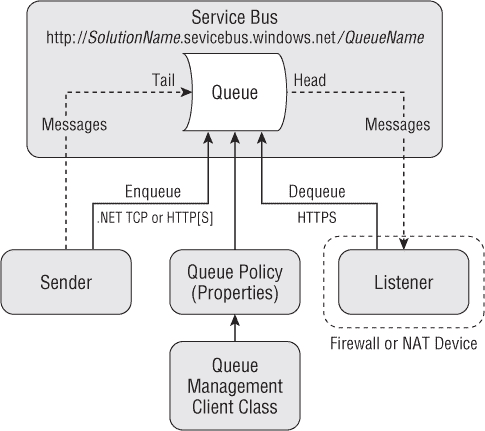 Service Bus
http://SolutionName.sevicebus.windows.net/QueueName
Tail
Queue
Head
Messages
Messages
Enqueue
.NET TCP or HTTP[S]
Dequeue
HTTPS
Sender
Queue Policy
(Properties)
Listener
Firewall or NAT Device
Queue
Management
Client Class